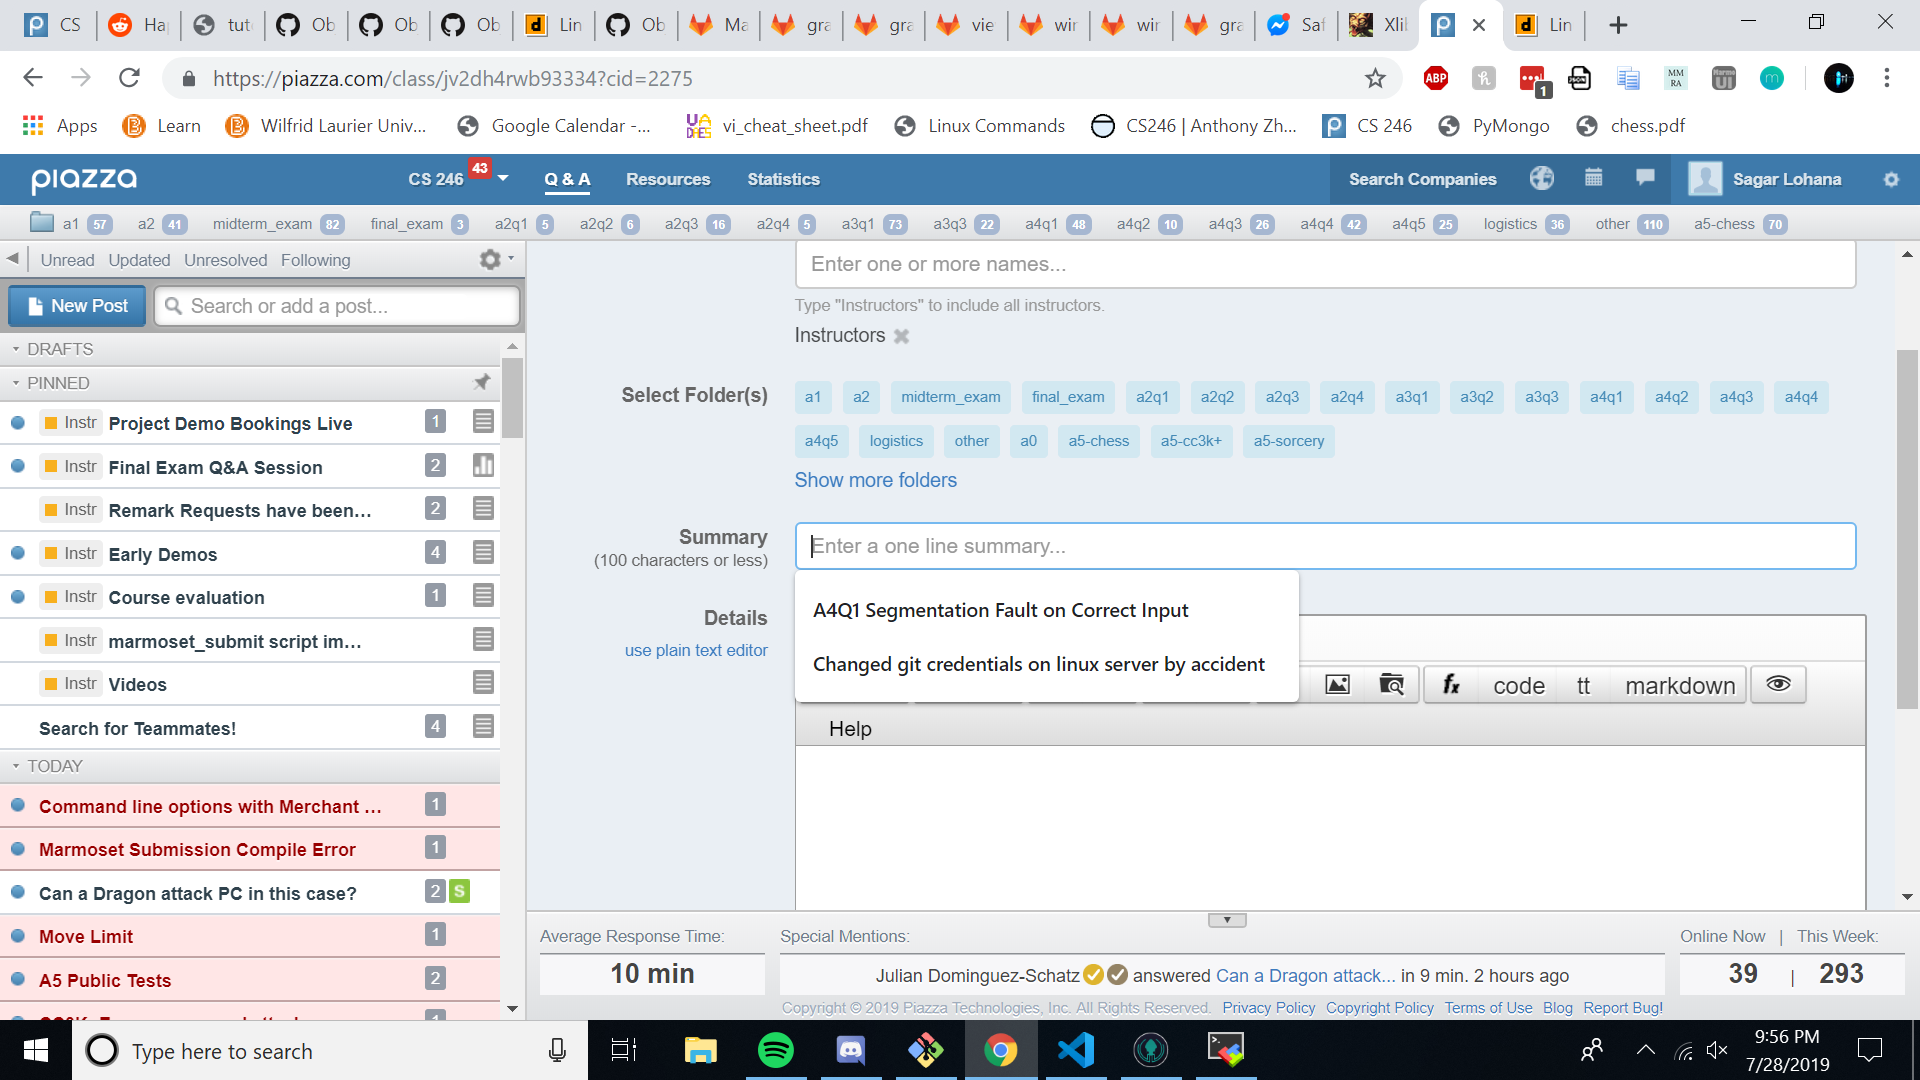 CS
Ha
tut
Ob
Ob
Ob
Lin
Ob
Ma
gra
gra
vie
wir
wir
gra
Saf
Xli
Lin
https://piazza.com/class/jv2dh4rwb93334?cid=2275
ABP
1
JSON
MM RA
m
Apps
Learn
Wilfrid Laurier Univ...
Google Calendar -...
vi_cheat_sheet.pdf
Linux Commands
CS246 | Anthony Zh...
CS 246
PyMongo
chess.pdf
piazza
CS 246 43
Q & A
Resources
Statistics
Search Companies
Sagar Lohana
a1 57 a2 41 midterm_exam 82 final_exam 3 a2q1 5 a2q2 6 a2q3 16 a2q4 5 a3q1 73 a3q3 22 a4q1 48 a4q2 10 a4q3 26 a4q4 42 a4q5 25 logistics 36 other 110 a5-chess 70
Unread Updated Unresolved Following
New Post
Search or add a post...
DRAFTS
PINNED
Instr Project Demo Bookings Live 1
Instr Final Exam Q&A Session 2
Instr Remark Requests have been... 2
Instr Early Demos 4
Instr Course evaluation 1
Instr marmoset_submit script im...
Instr Videos
Search for Teammates! 4
TODAY
Command line options with Merchant ... 1
Marmoset Submission Compile Error 1
Can a Dragon attack PC in this case? 2 S
Move Limit 1
A5 Public Tests 2
Enter one or more names...
Type "Instructors" to include all instructors.
Instructors
Select Folder(s)
a1 a2 midterm_exam final_exam a2q1 a2q2 a2q3 a2q4 a3q1 a3q2 a3q3 a4q1 a4q2 a4q3 a4q4
a4q5 logistics other a0 a5-chess a5-cc3k+ a5-sorcery
Show more folders
Summary
(100 characters or less)
Enter a one line summary...
A4Q1 Segmentation Fault on Correct Input
Changed git credentials on linux server by accident
Details
use plain text editor
fx code tt markdown
Help
Average Response Time:
10 min
Special Mentions:
Julian Dominguez-Schatz answered Can a Dragon attack... in 9 min. 2 hours ago
Online Now | This Week:
39 | 293
Copyright © 2019 Piazza Technologies, Inc. All Rights Reserved. Privacy Policy Copyright Policy Terms of Use Blog Report Bug!
Type here to search
9:56 PM
7/28/2019